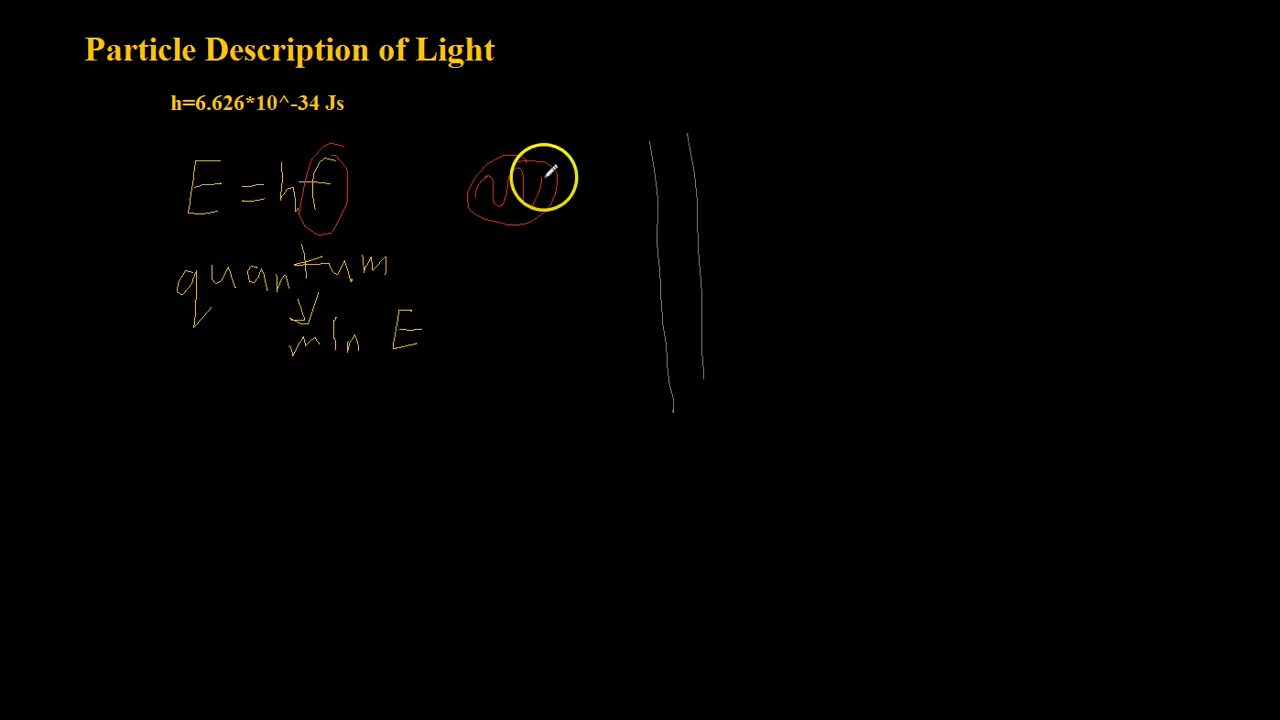 Particle Description of Light
h=6.626*10^-34 Js
E = hf
quantum
min E